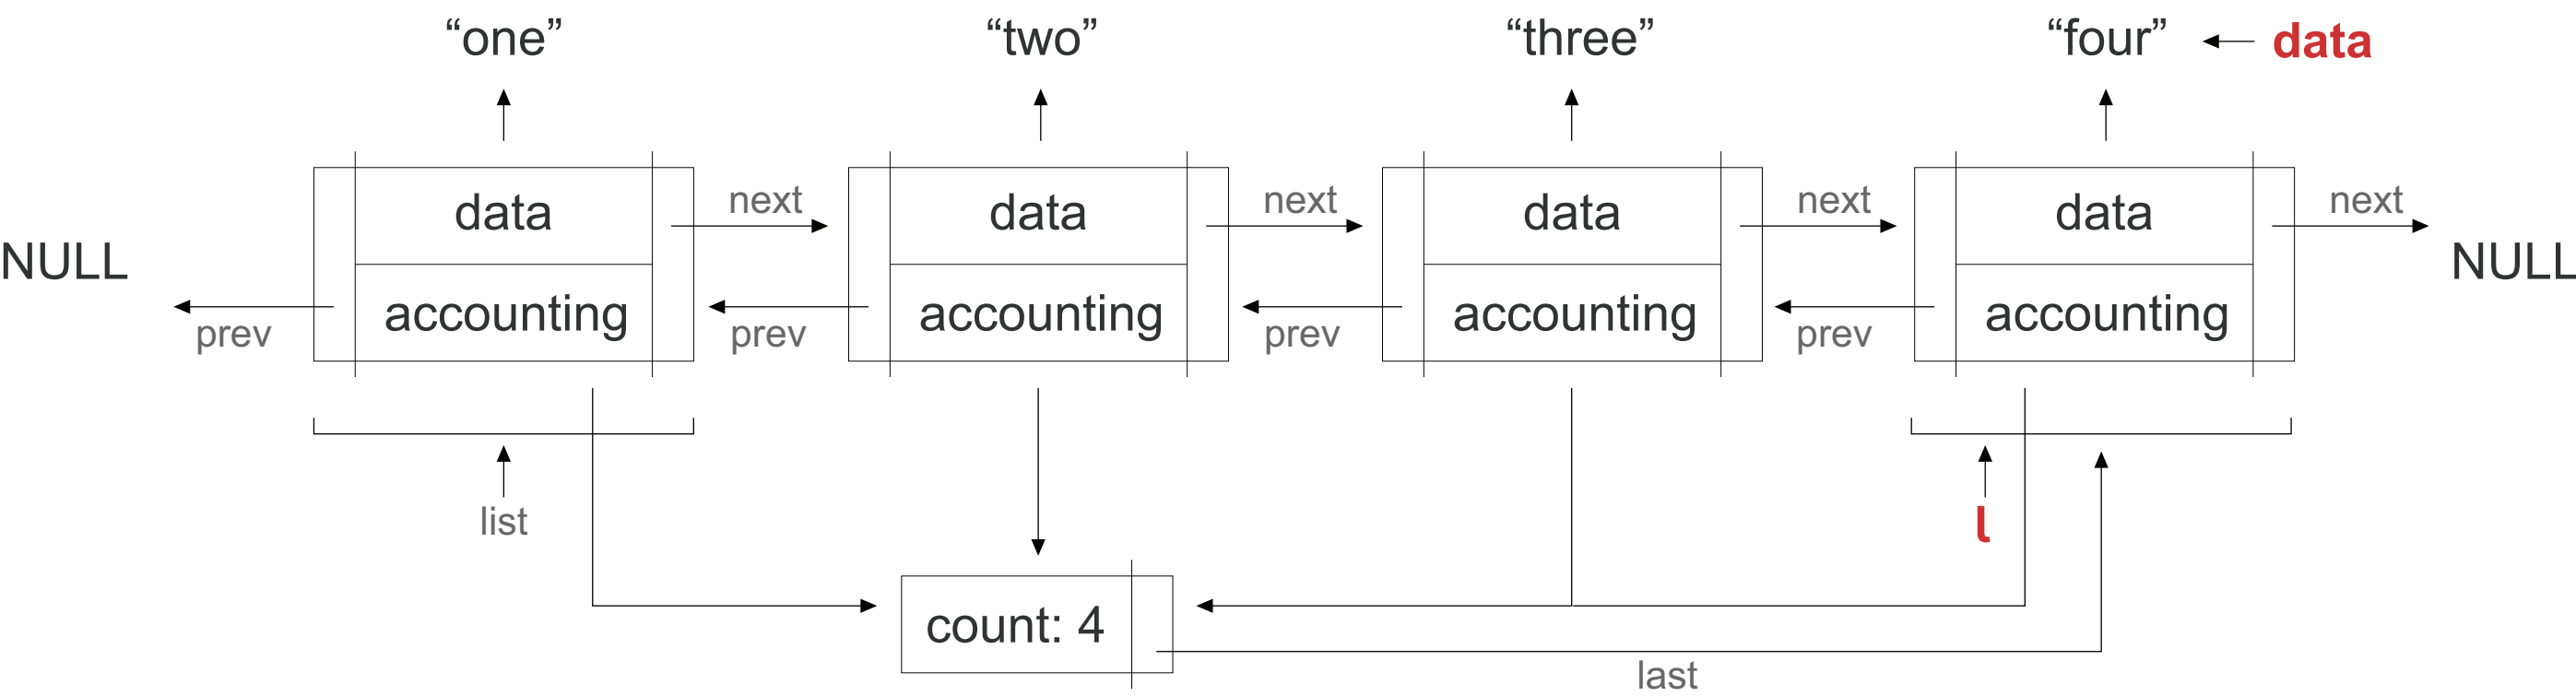 “one”
“two”
“three”
“four”
data
data
next
data
next
data
next
data
next
NULL
NULL
prev
accounting
prev
accounting
prev
accounting
prev
accounting
list
l
count: 4
last